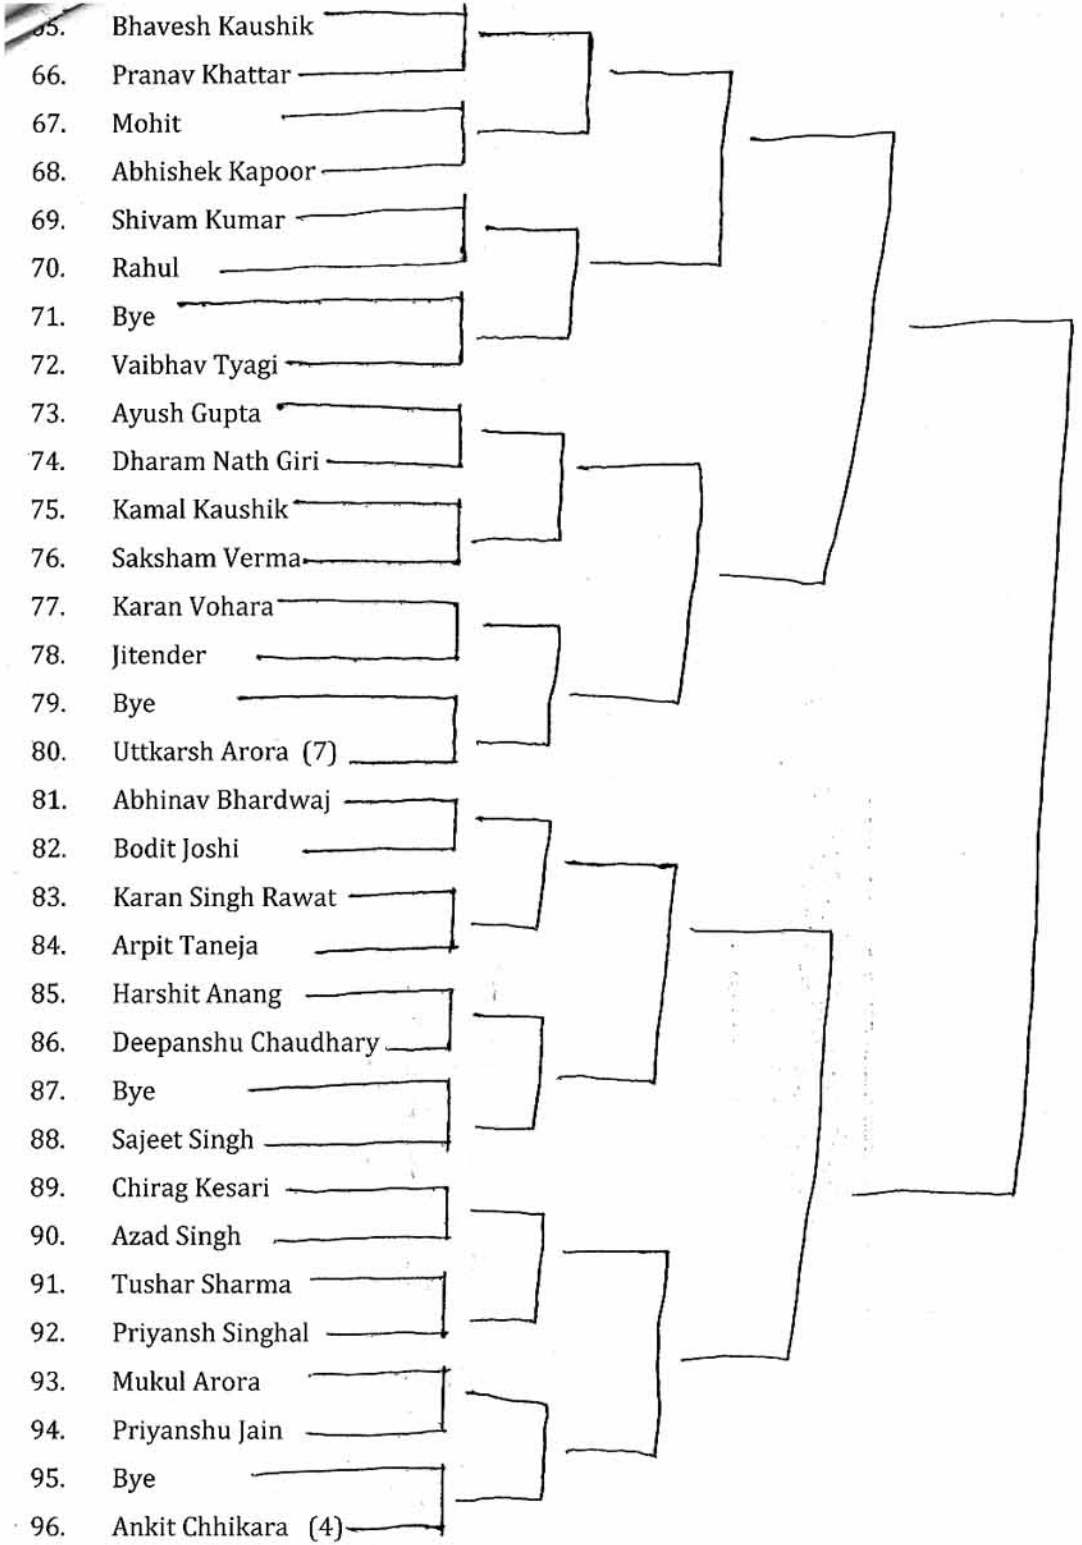 65. Bhavesh Kaushik
66. Pranav Khattar
67. Mohit
68. Abhishek Kapoor
69. Shivam Kumar
70. Rahul
71. Bye
72. Vaibhav Tyagi
73. Ayush Gupta
74. Dharam Nath Giri
75. Kamal Kaushik
76. Saksham Verma
77. Karan Vohara
78. Jitender
79. Bye
80. Uttkarsh Arora (7)
81. Abhinav Bhardwaj
82. Bodit Joshi
83. Karan Singh Rawat
84. Arpit Taneja
85. Harshit Anang
86. Deepanshu Chaudhary
87. Bye
88. Sajeet Singh
89. Chirag Kesari
90. Azad Singh
91. Tushar Sharma
92. Priyansh Singhal
93. Mukul Arora
94. Priyanshu Jain
95. Bye
96. Ankit Chhikara (4)